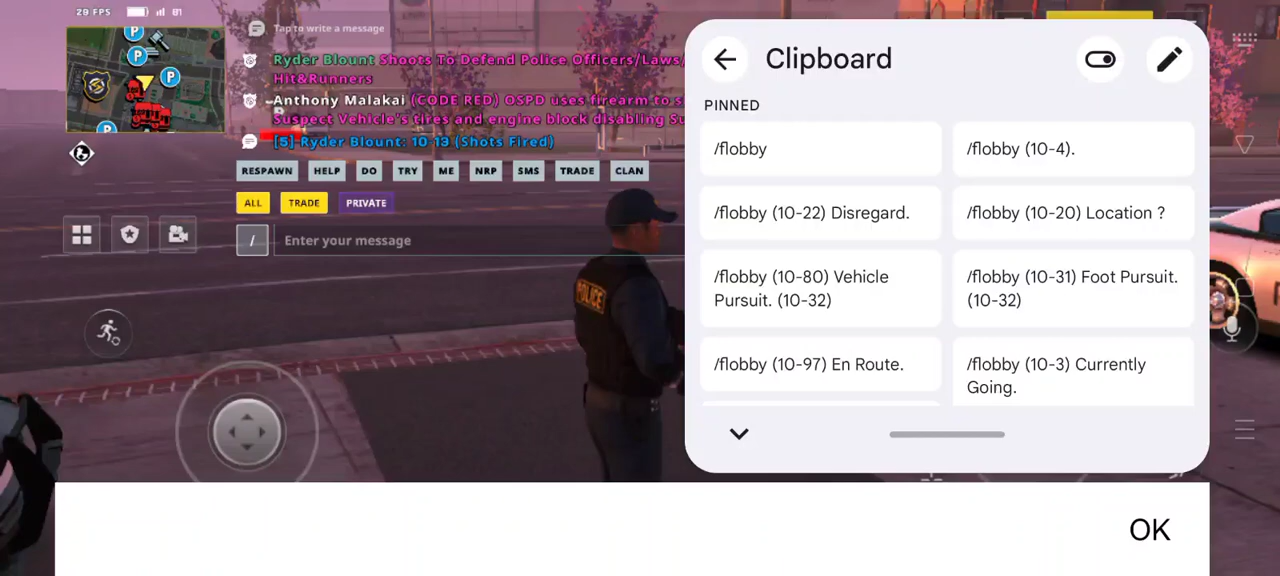 29 FPS
81
P
P
P
P
Tap to write a message
Ryder Blount Shoots To Defend Police Officers/Laws/
Hit&Runners
Anthony Malakai (CODE RED) OSPD uses firearm to s
Suspect Vehicle's tires and engine block disabling Su
[5] Ryder Blount: 10-13 (Shots Fired)
RESPAWN HELP DO TRY ME NRP SMS TRADE CLAN
ALL TRADE PRIVATE
/ Enter your message
POLICE
Clipboard
PINNED
/flobby
/flobby (10-4).
/flobby (10-22) Disregard.
/flobby (10-20) Location ?
/flobby (10-80) Vehicle
Pursuit. (10-32)
/flobby (10-31) Foot Pursuit.
(10-32)
/flobby (10-97) En Route.
/flobby (10-3) Currently
Going.
OK